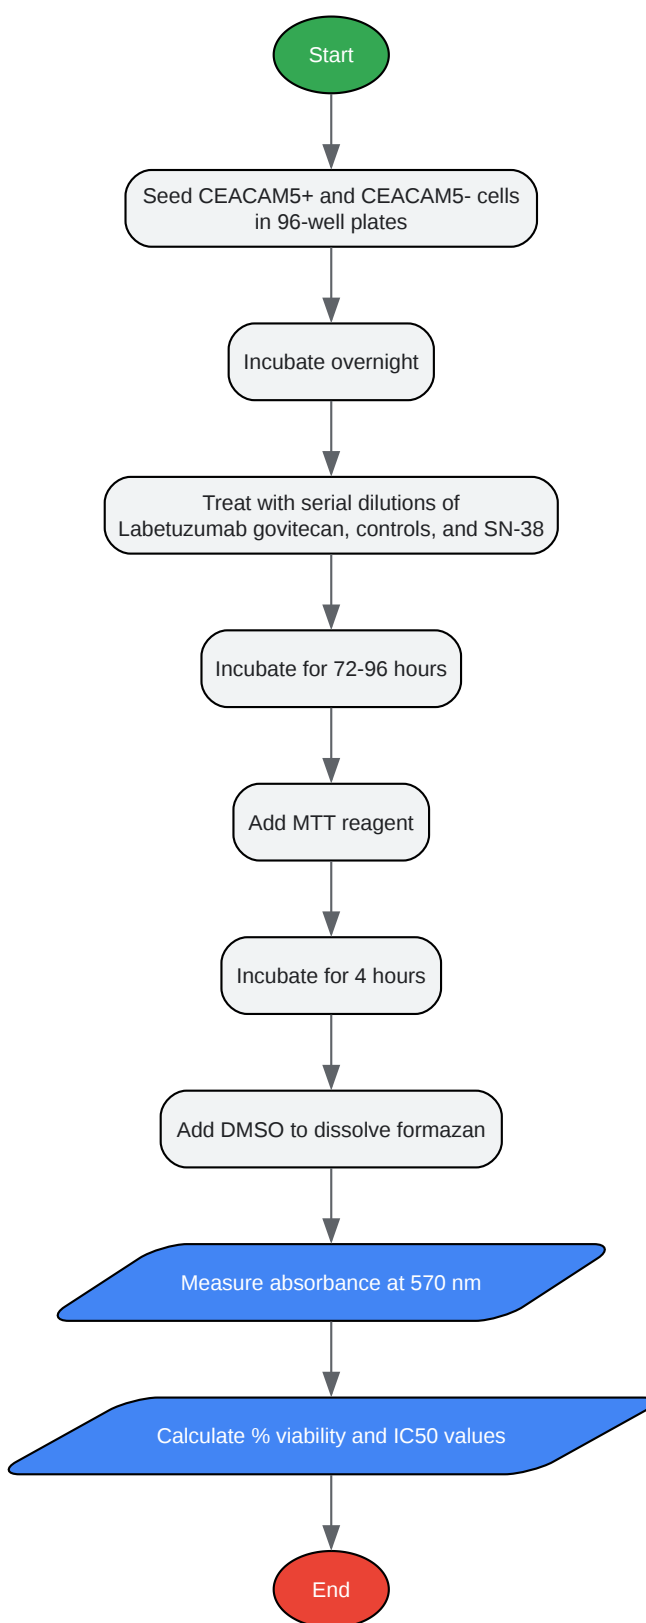 Start
Seed CEACAM5+ and CEACAM5- cells
in 96-well plates
Incubate overnight
Treat with serial dilutions of
Labetuzumab govitecan, controls, and SN-38
Incubate for 72-96 hours
Add MTT reagent
Incubate for 4 hours
Add DMSO to dissolve formazan
Measure absorbance at 570 nm
Calculate % viability and IC50 values
End